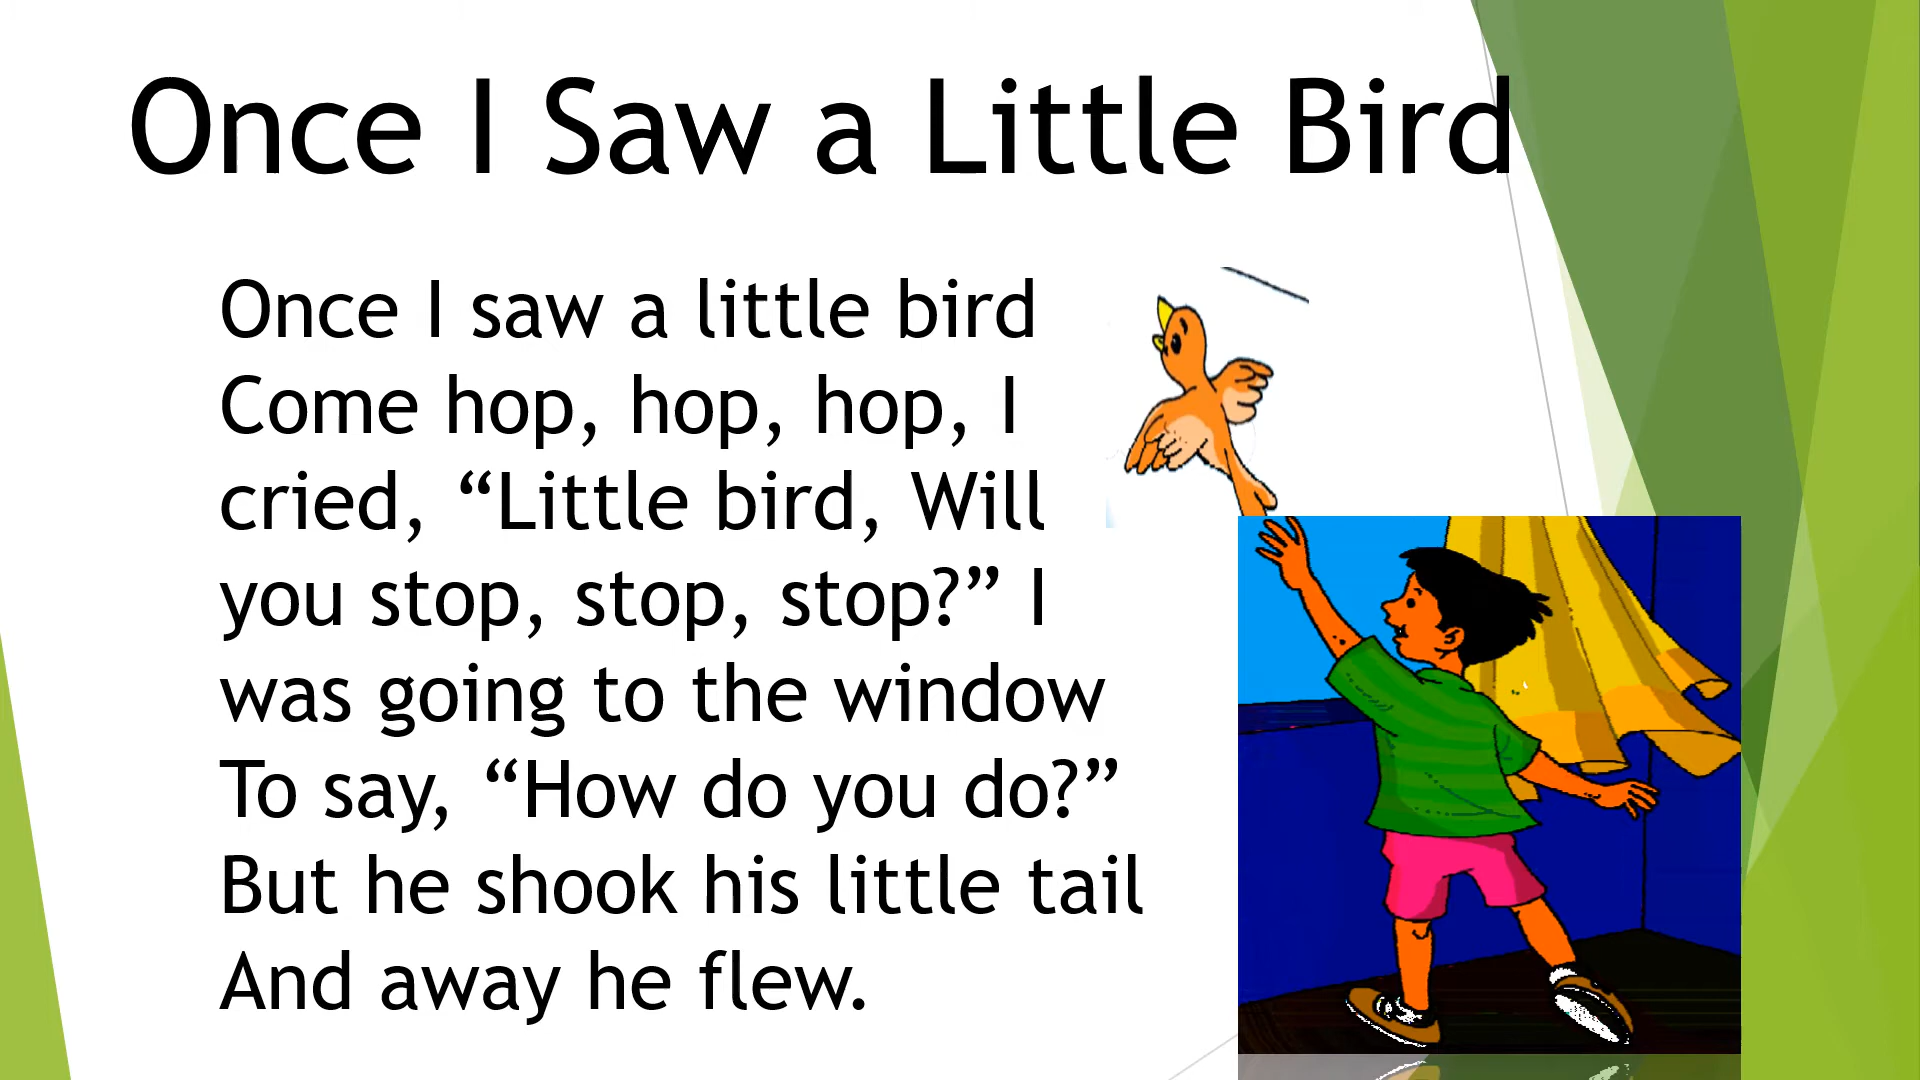 Once I Saw a Little Bird
Once I saw a little bird
Come hop, hop, hop, I
cried, “Little bird, Will
you stop, stop, stop?” I
was going to the window
To say, “How do you do?”
But he shook his little tail
And away he flew.